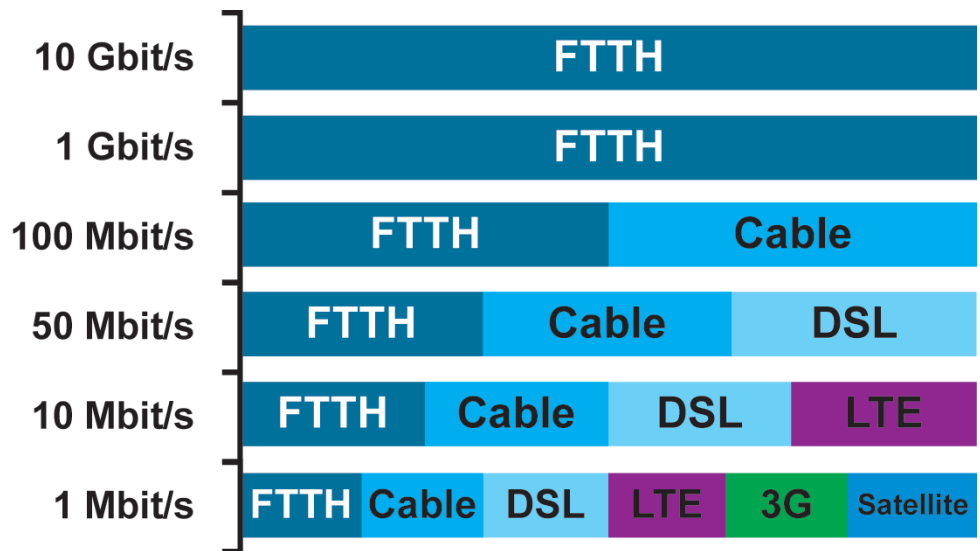 10 Gbit/s FTTH
1 Gbit/s FTTH
100 Mbit/s FTTH Cable
50 Mbit/s FTTH Cable DSL
10 Mbit/s FTTH Cable DSL LTE
1 Mbit/s FTTH Cable DSL LTE 3G Satellite